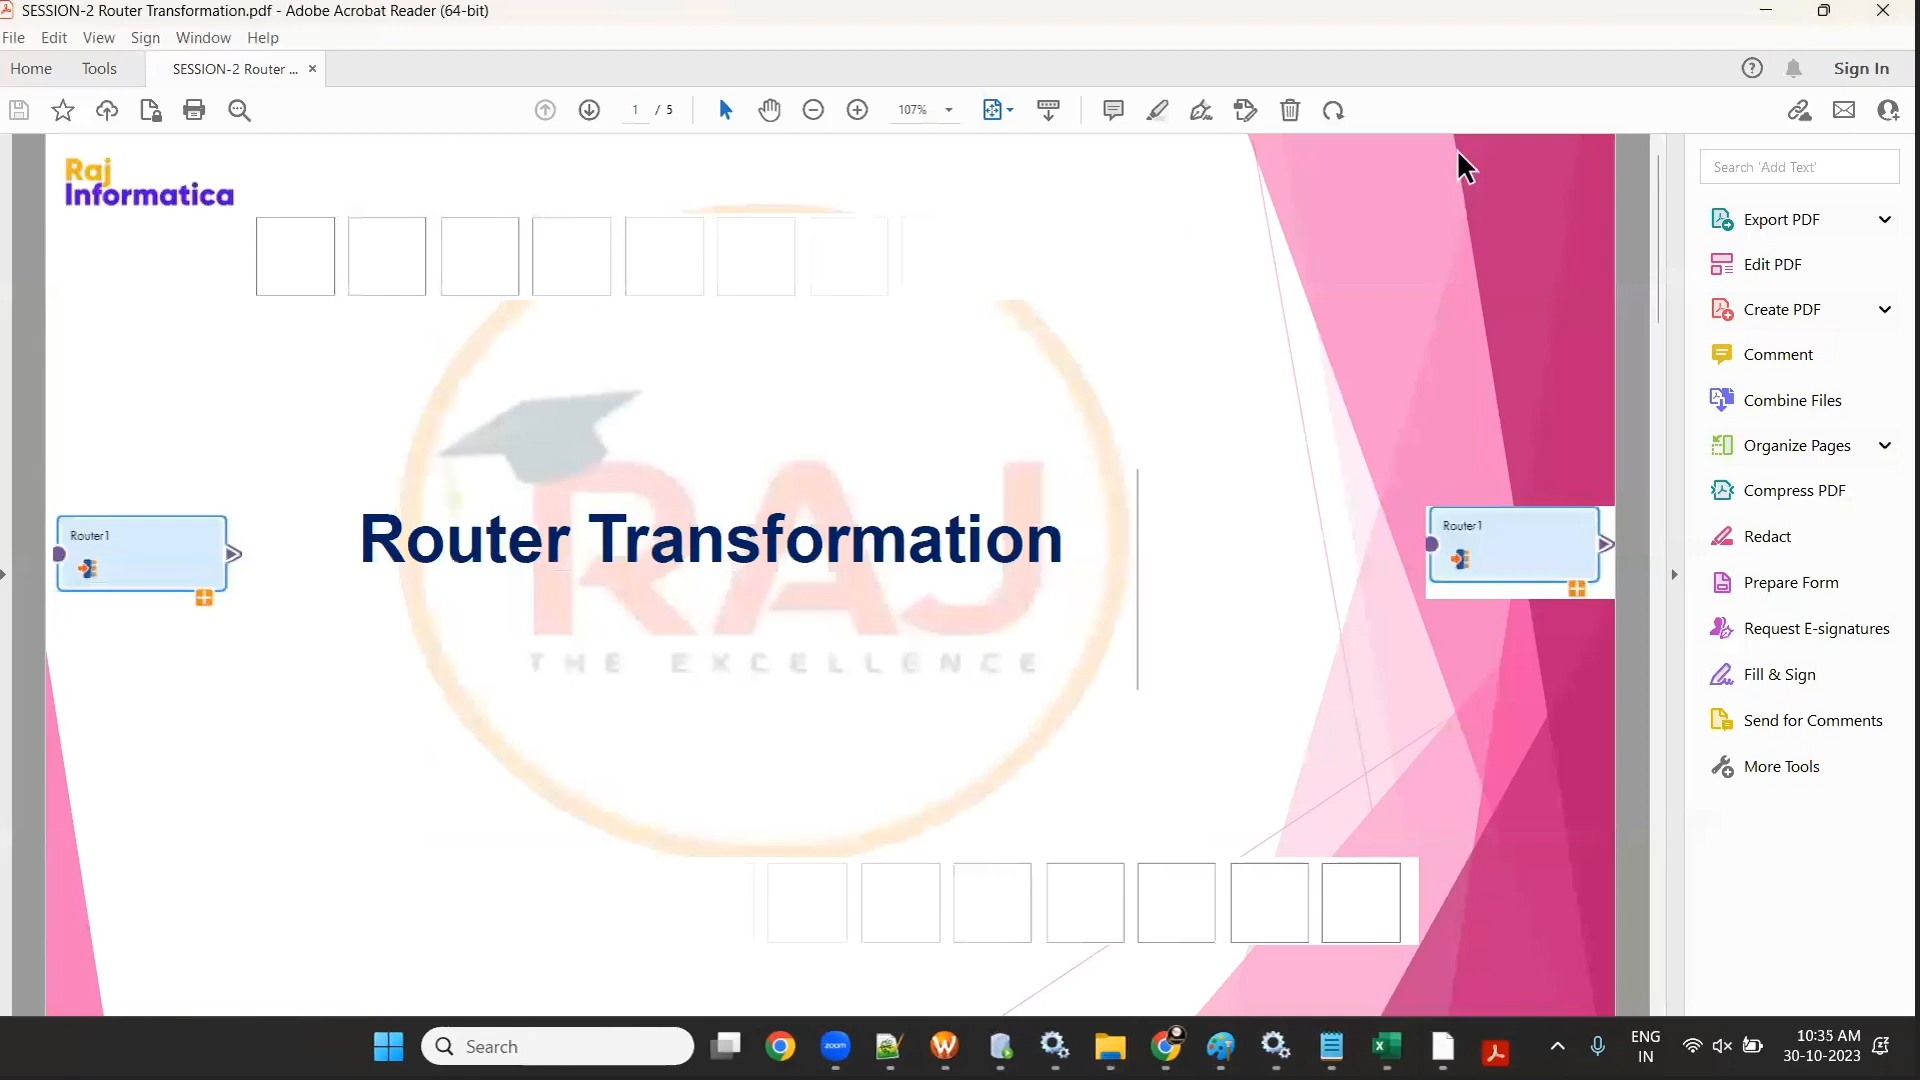 SESSION-2 Router Transformation.pdf - Adobe Acrobat Reader (64-bit)
File Edit View Sign Window Help
Home Tools SESSION-2 Router ... × Sign In
1 / 5 107%
Raj
Informatica
Search 'Add Text'
Export PDF
Edit PDF
Create PDF
Comment
Combine Files
Organize Pages
Compress PDF
Redact
Prepare Form
Request E-signatures
Fill & Sign
Send for Comments
More Tools
Router1
Router Transformation
Router1
RAJ
THE EXCELLENCE
Search
zoom
ENG
IN
10:35 AM
30-10-2023